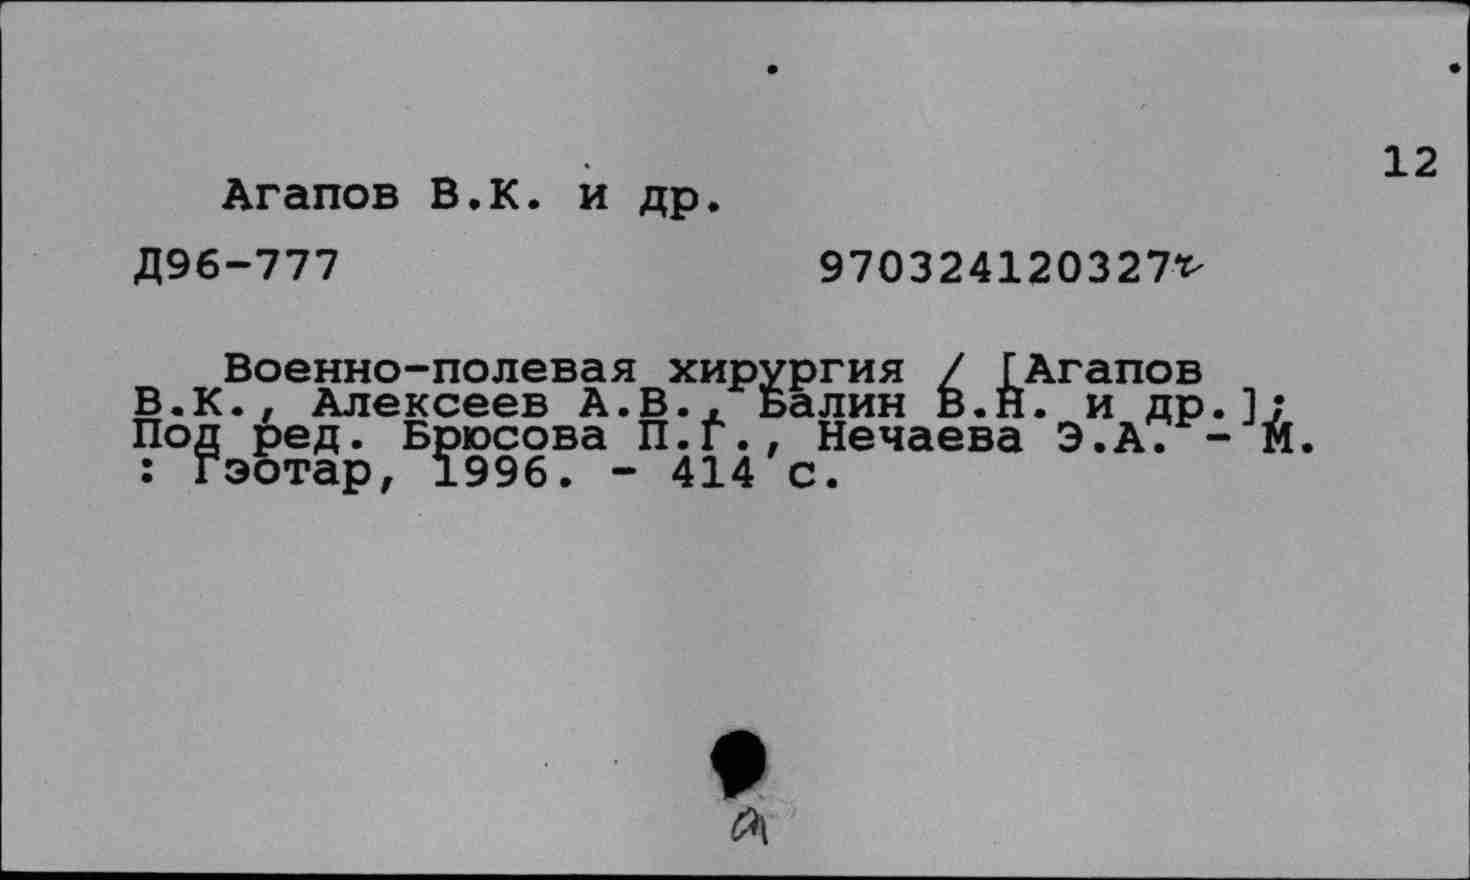 12
Агапов В.К. и др.
Д96-777 970324120327
Военно-полевая хирургия / [Агапов
В.К., Алексеев А.В., Балин В.Н. и др.];
Под ред. Брюсова П.Г., Нечаева Э.А. - М.
: Гэотар, 1996. - 414 с.